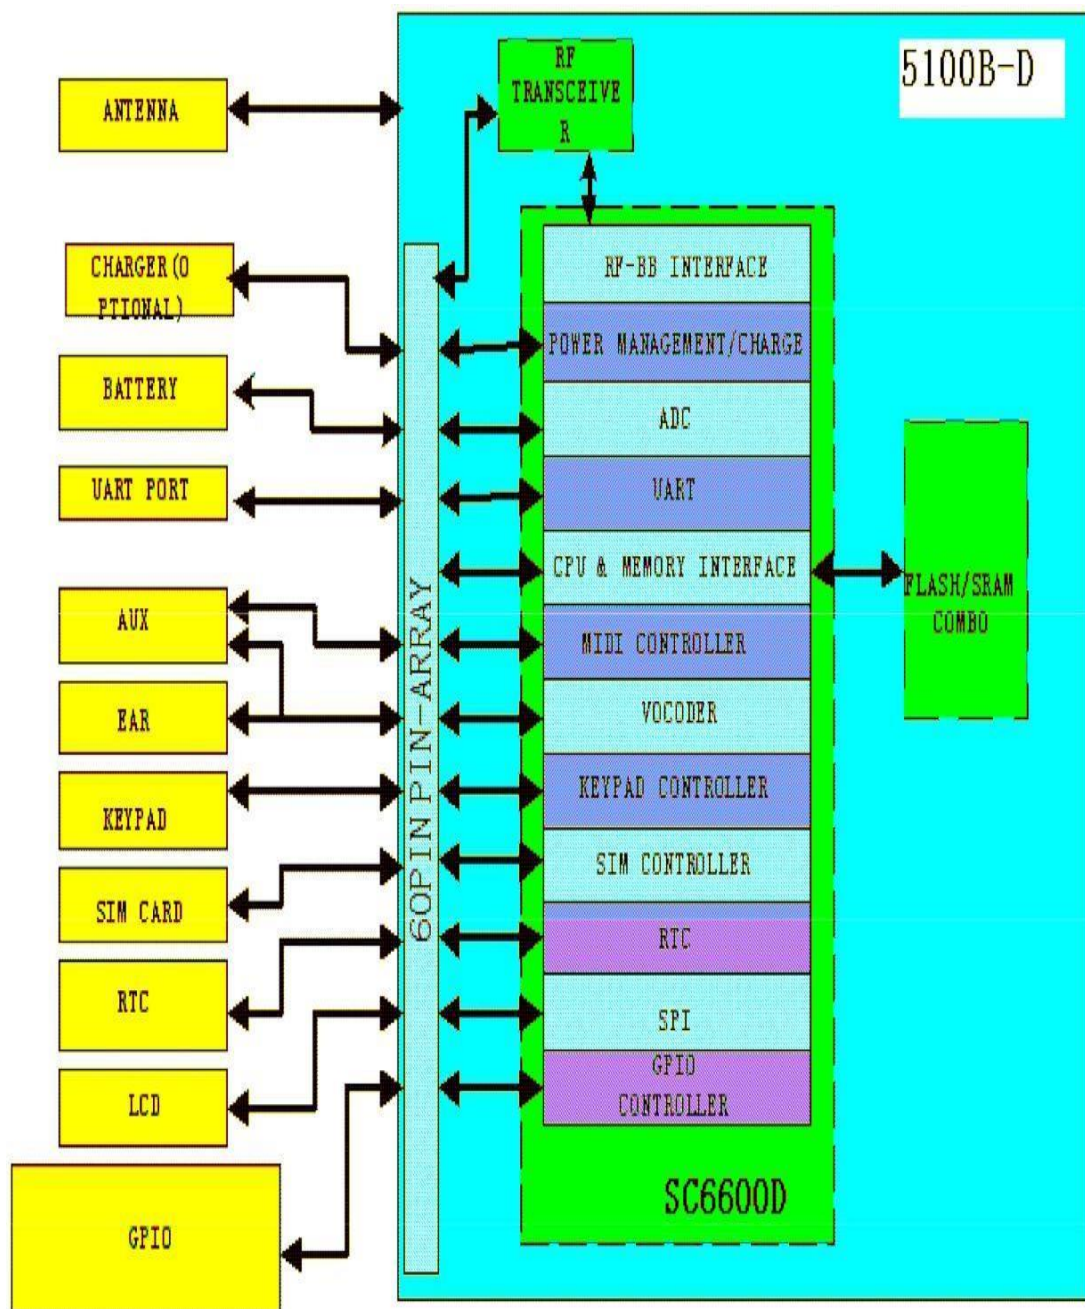 5100B-D
RF
TRANSCEIVE
R
ANTENNA
CHARGER(O
PTIONAL)
BATTERY
UART PORT
AUX
EAR
KEYPAD
SIM CARD
RTC
LCD
GPIO
60PIN PIN-ARRAY
RF-BB INTERFACE
POWER MANAGEMENT/CHARGE
ADC
UART
CPU & MEMORY INTERFACE
MIDI CONTROLLER
VOCODER
KEYPAD CONTROLLER
SIM CONTROLLER
RTC
SPI
GPIO
CONTROLLER
SC6600D
FLASH/SRAM
COMBO